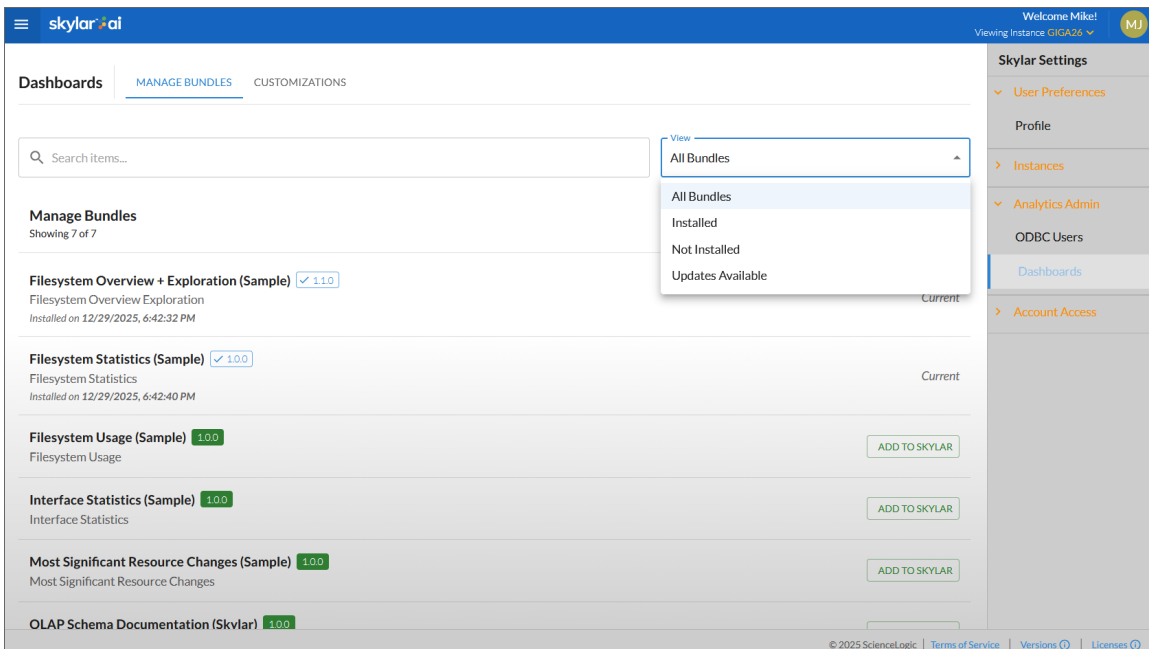 skylar ai
Welcome Mike!
Viewing Instance GIGA26
MJ
Dashboards
MANAGE BUNDLES
CUSTOMIZATIONS
Search items...
View
All Bundles
All Bundles
Installed
Not Installed
Updates Available
Manage Bundles
Showing 7 of 7
Filesystem Overview + Exploration (Sample) 1.1.0
Filesystem Overview Exploration
Installed on 12/29/2025, 6:42:32 PM
Current
Filesystem Statistics (Sample) 1.0.0
Filesystem Statistics
Installed on 12/29/2025, 6:42:40 PM
Current
Filesystem Usage (Sample) 1.0.0
Filesystem Usage
ADD TO SKYLAR
Interface Statistics (Sample) 1.0.0
Interface Statistics
ADD TO SKYLAR
Most Significant Resource Changes (Sample) 1.0.0
Most Significant Resource Changes
ADD TO SKYLAR
OLAP Schema Documentation (Skylar) 1.0.0
Skylar Settings
User Preferences
Profile
Instances
Analytics Admin
ODBC Users
Dashboards
Account Access
© 2025 ScienceLogic | Terms of Service | Versions | Licenses